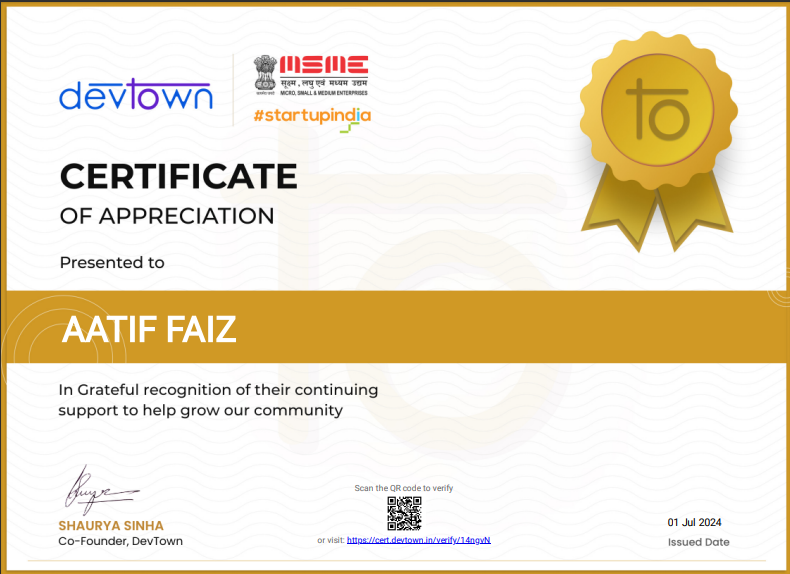 devtown
MSME
सूक्ष्म, लघु एवं मध्यम उद्यम
MICRO, SMALL & MEDIUM ENTERPRISES
#startupindia
to
CERTIFICATE
OF APPRECIATION
Presented to
AATIF FAIZ
In Grateful recognition of their continuing
support to help grow our community
SHAURYA SINHA
Co-Founder, DevTown
Scan the QR code to verify
or visit: https://cert.devtown.in/verify/14ngvN
01 Jul 2024
Issued Date